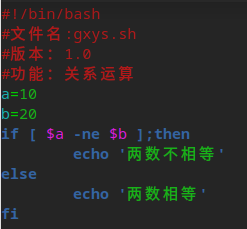 #!/bin/bash
#文件名:gxys.sh
#版本：1.0
#功能：关系运算
a=10
b=20
if [ $a -ne $b ];then
        echo '两数不相等'
else
        echo '两数相等'
fi